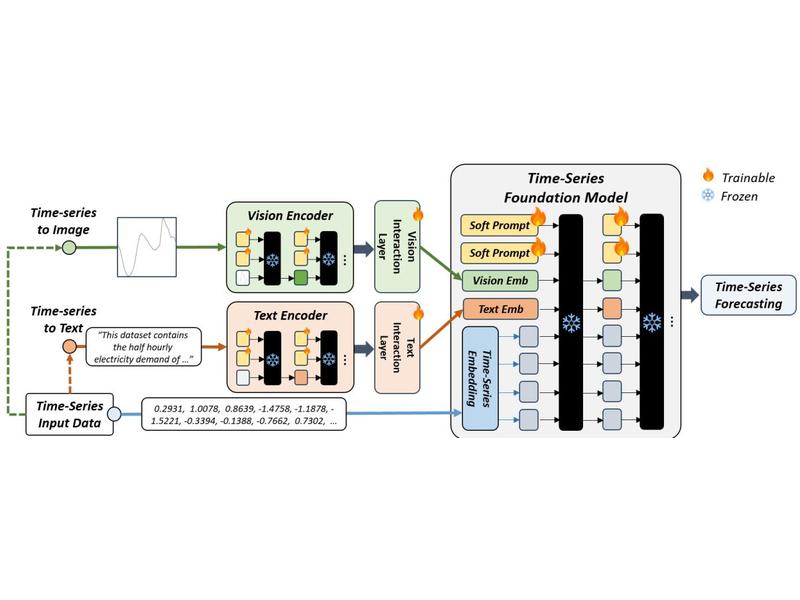 Time-Series
Foundation Model
Trainable
Frozen
Time-series
to Image
Vision Encoder
...
Vision
Interaction
Layer
Soft Prompt
Soft Prompt
Vision Emb
Text Emb
Time-Series
Embedding
...
Time-Series
Forecasting
Time-series
to Text
"This dataset contains
the half hourly
electricity demand of ..."
Text Encoder
...
Text
Interaction
Layer
Time-Series
Input Data
0.2931, 1.0078, 0.8639, -1.4758, -1.1878, -
1.5221, -0.3394, -0.1388, -0.7662, 0.7302, ...